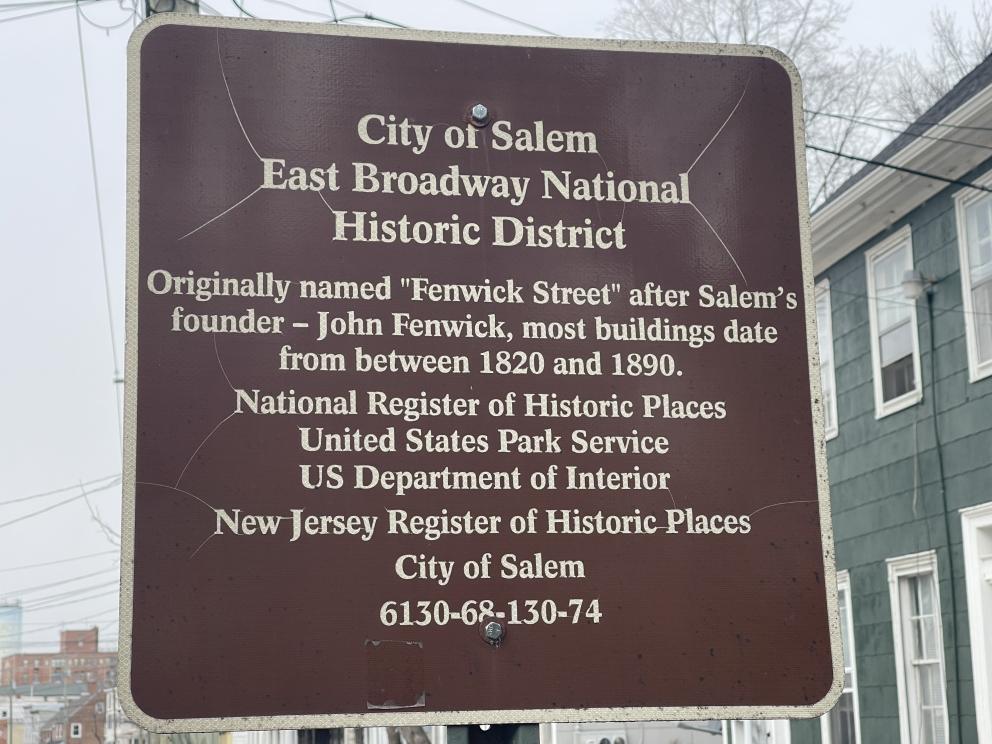 City of Salem
East Broadway National
Historic District
Originally named "Fenwick Street" after Salem's
founder – John Fenwick, most buildings date
from between 1820 and 1890.
National Register of Historic Places
United States Park Service
US Department of Interior
New Jersey Register of Historic Places
City of Salem
6130-68-130-74